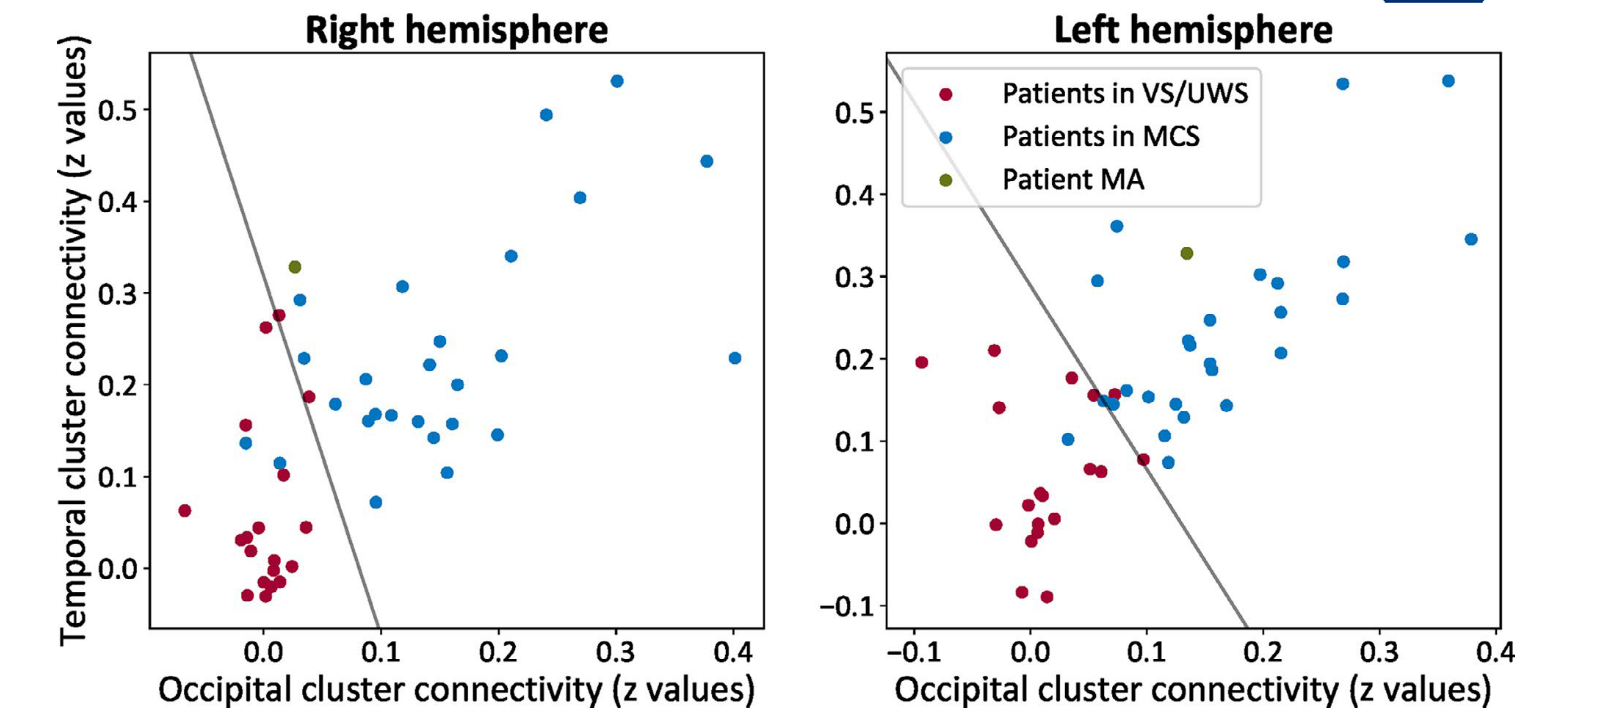 Right hemisphere
Temporal cluster connectivity (z values)
0.5
0.4
0.3
0.2
0.1
0.0
0.0 0.1 0.2 0.3 0.4
Occipital cluster connectivity (z values)
Left hemisphere
Patients in VS/UWS
Patients in MCS
Patient MA
0.5
0.4
0.3
0.2
0.1
0.0
−0.1
−0.1 0.0 0.1 0.2 0.3 0.4
Occipital cluster connectivity (z values)